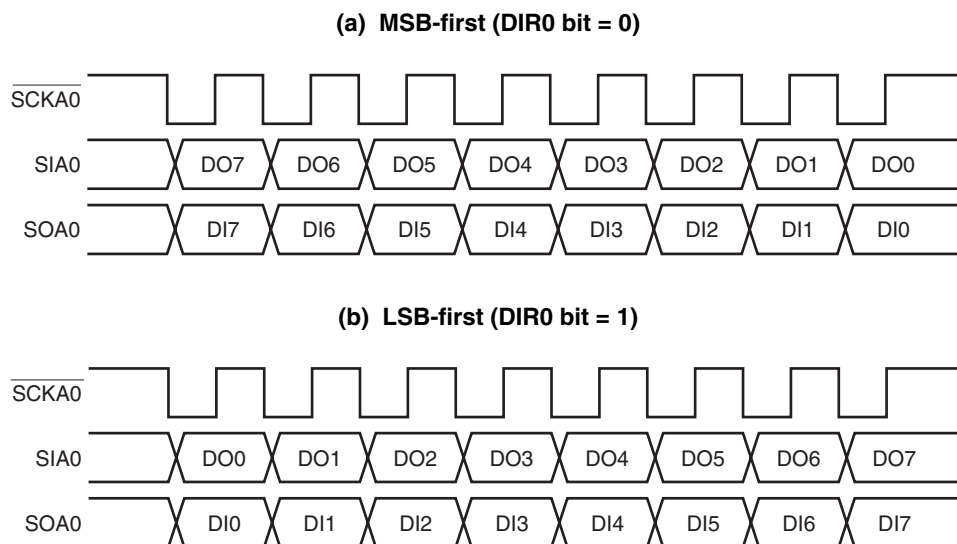 (a) MSB-first (DIR0 bit = 0)
SCKA0
SIA0 DO7 DO6 DO5 DO4 DO3 DO2 DO1 DO0
SOA0 DI7 DI6 DI5 DI4 DI3 DI2 DI1 DI0
(b) LSB-first (DIR0 bit = 1)
SCKA0
SIA0 DO0 DO1 DO2 DO3 DO4 DO5 DO6 DO7
SOA0 DI0 DI1 DI2 DI3 DI4 DI5 DI6 DI7